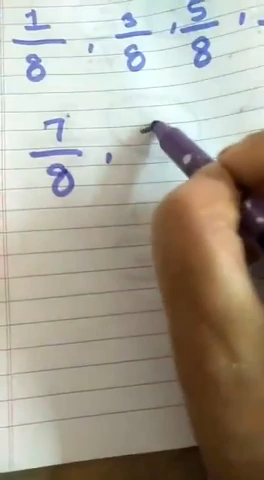 1/8 , 3/8 , 5/8 ,
7/8 ,